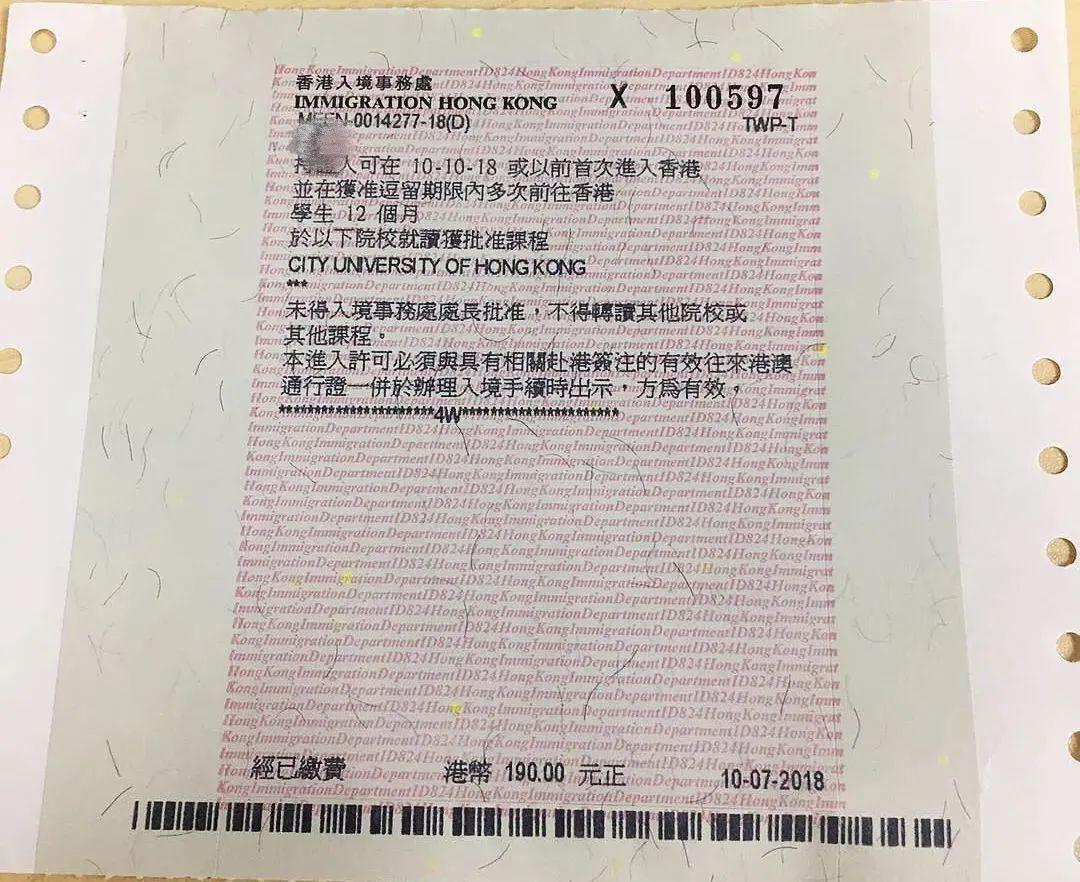 香港入境事務處
IMMIGRATION HONG KONG X 100597
-0014277-18(D) TWP-T
人可在 10-10-18 或以前首次進入香港
並在獲准逗留期限內多次前往香港
學生 12 個月
於以下院校就讀獲批准課程
CITY UNIVERSITY OF HONG KONG
***
未得入境事務處處長批准，不得轉讀其他院校或
其他課程。
本進入許可必須與具有相關赴港簽注的有效往來港澳
通行證一併於辦理入境手續時出示，方為有效。
**********************4W**********************
經已繳費 港幣 190.00 元正 10-07-2018